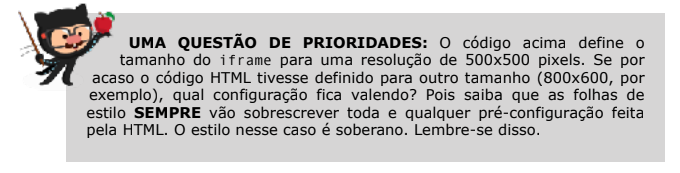 UMA QUESTÃO DE PRIORIDADES: O código acima define o
tamanho do iframe para uma resolução de 500x500 pixels. Se por
acaso o código HTML tivesse definido para outro tamanho (800x600, por
exemplo), qual configuração fica valendo? Pois saiba que as folhas de
estilo SEMPRE vão sobrescrever toda e qualquer pré-configuração feita
pela HTML. O estilo nesse caso é soberano. Lembre-se disso.